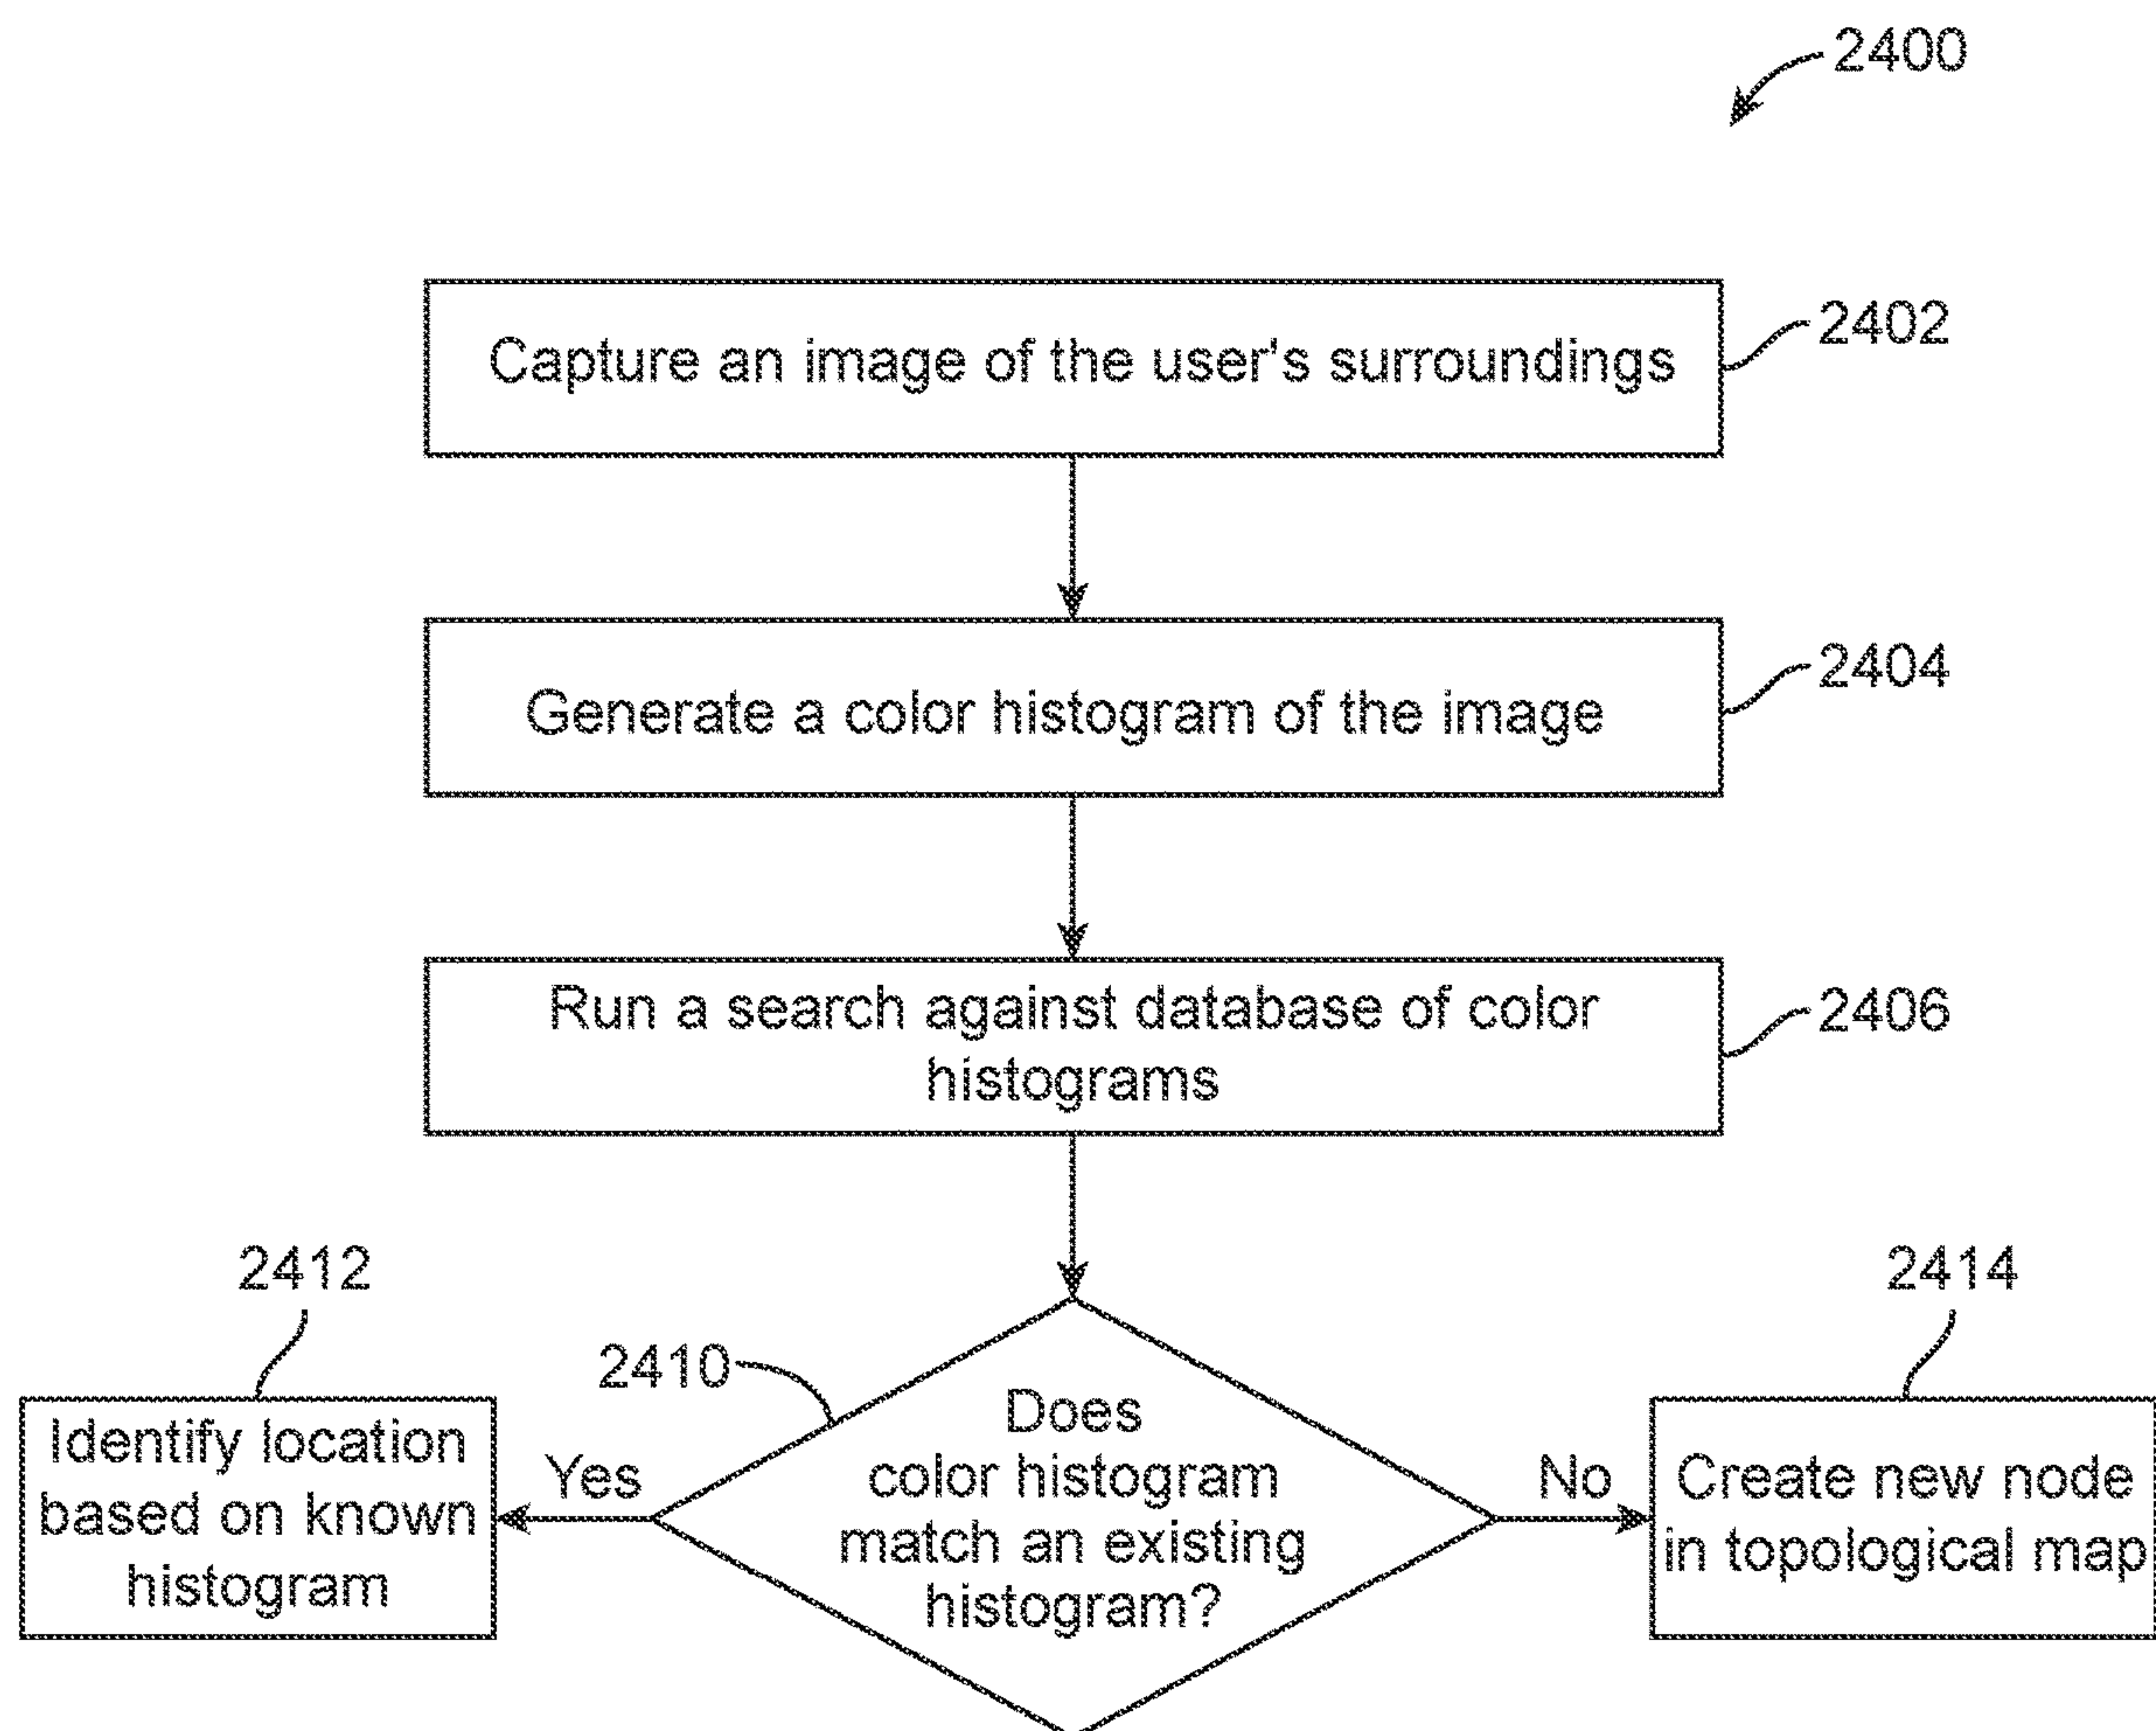 2400
Capture an image of the user's surroundings
2402
Generate a color histogram of the image
2404
Run a search against database of color
histograms
2406
2412
Identify location
based on known
histogram
Yes
2410
Does
color histogram
match an existing
histogram?
No
2414
Create new node
in topological map